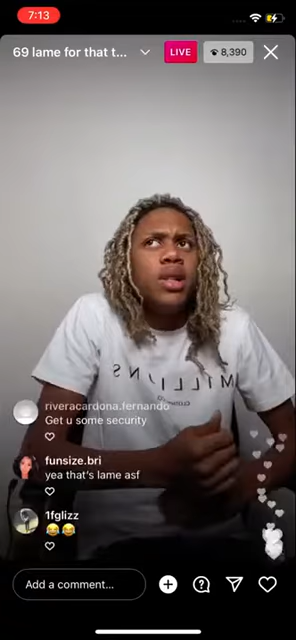 7:13
69 lame for that t...
LIVE
8,390
MILLIONS
riveracardona.fernando
Get u some security
funsize.bri
yea that's lame asf
1fglizz
😂😂
Add a comment...